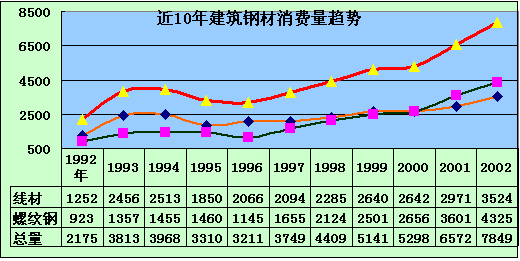 近10年建筑钢材消费量趋势
8500
6500
4500
2500
500
1992年 1993 1994 1995 1996 1997 1998 1999 2000 2001 2002
线材 1252 2456 2513 1850 2066 2094 2285 2640 2642 2971 3524
螺纹钢 923 1357 1455 1460 1145 1655 2124 2501 2656 3601 4325
总量 2175 3813 3968 3310 3211 3749 4409 5141 5298 6572 7849